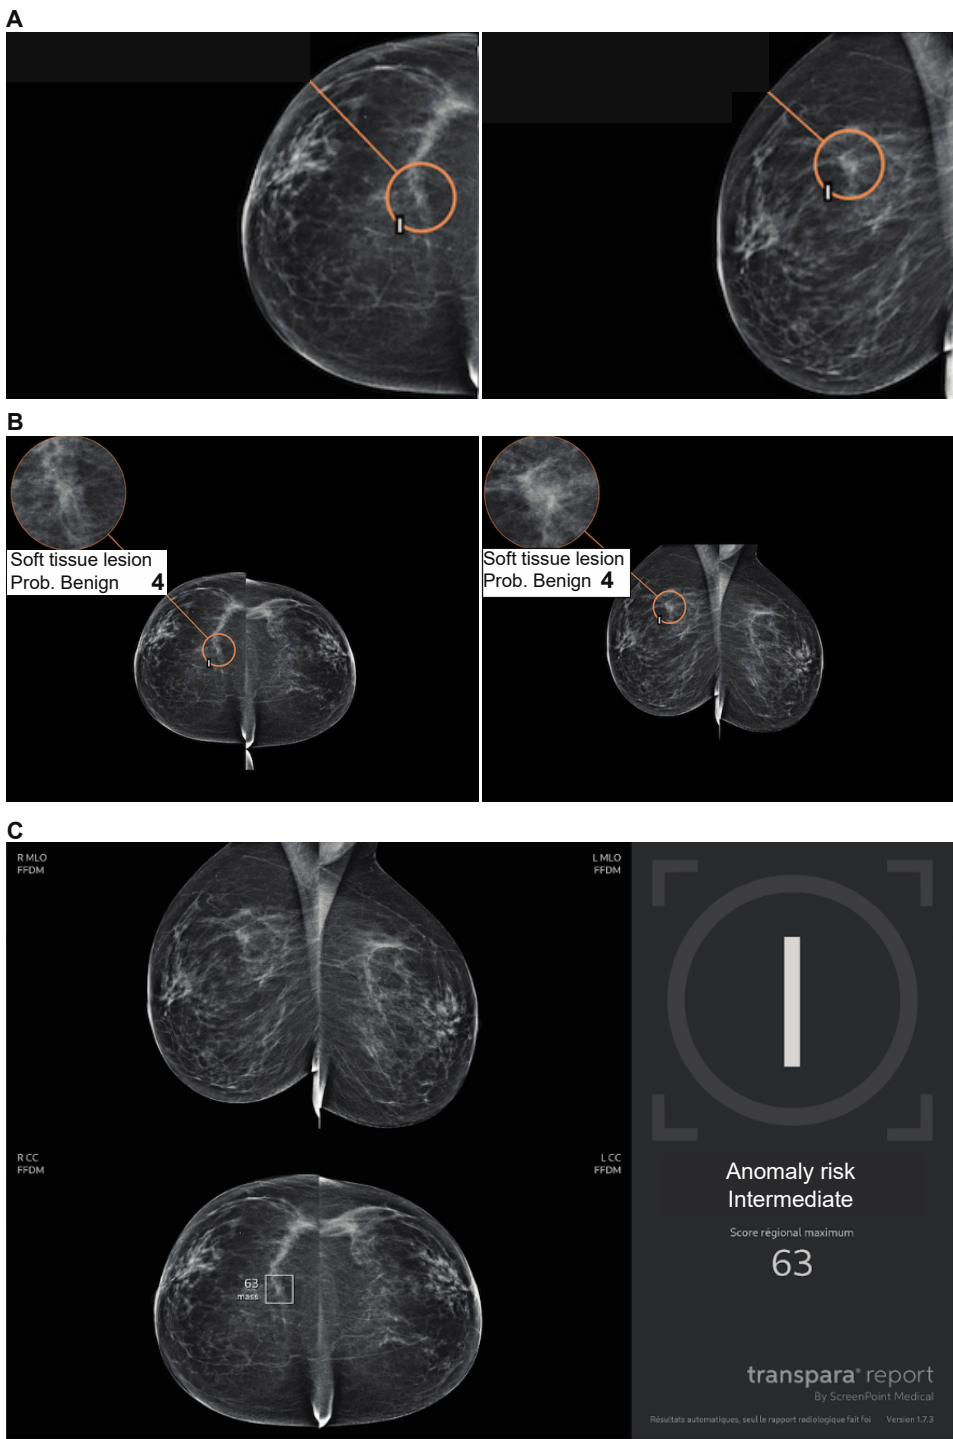 A
I
I
B
Soft tissue lesion
Prob. Benign 4
I
Soft tissue lesion
Prob. Benign 4
I
C
R MLO
FFDM
L MLO
FFDM
R CC
FFDM
L CC
FFDM
63
mass
I
Anomaly risk
Intermediate
Score régional maximum
63
transpara® report
By ScreenPoint Medical
Résultats automatiques, seul le rapport radiologique fait foi Version 1.7.3